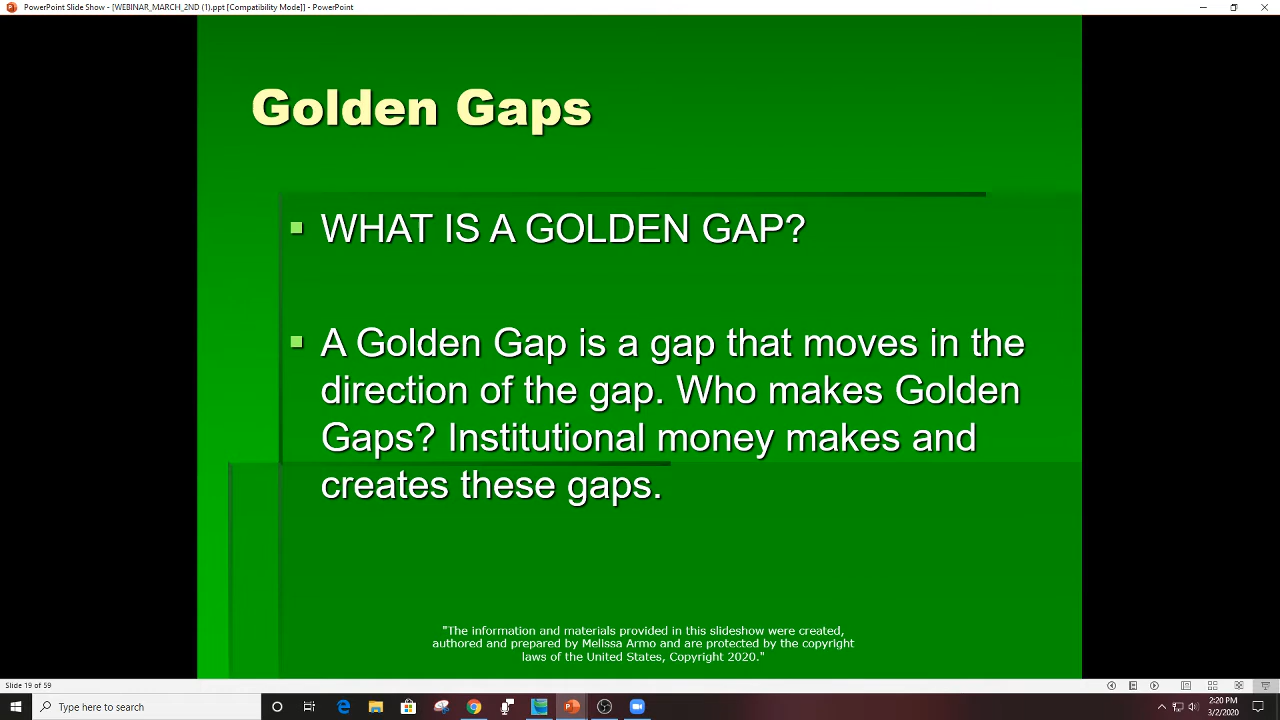 PowerPoint Slide Show - [WEBINAR_MARCH_2ND (1).ppt [Compatibility Mode]] - PowerPoint
Golden Gaps
WHAT IS A GOLDEN GAP?
A Golden Gap is a gap that moves in the
direction of the gap. Who makes Golden
Gaps? Institutional money makes and
creates these gaps.
"The information and materials provided in this slideshow were created,
authored and prepared by Melissa Armo and are protected by the copyright
laws of the United States, Copyright 2020."
Slide 19 of 59
Type here to search
2:20 PM
3/2/2020